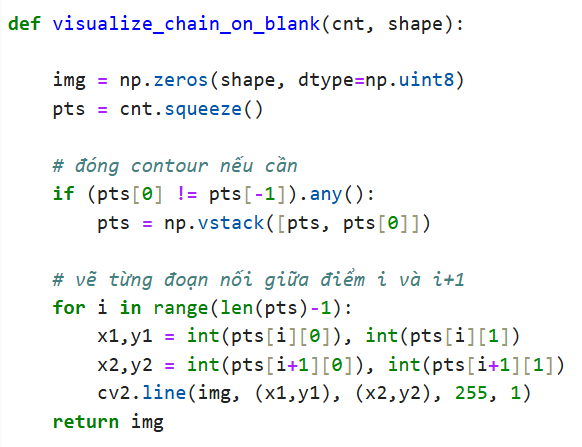 def visualize_chain_on_blank(cnt, shape):
    img = np.zeros(shape, dtype=np.uint8)
    pts = cnt.squeeze()
    # đóng contour nếu cần
    if (pts[0] != pts[-1]).any():
        pts = np.vstack([pts, pts[0]])
    # vẽ từng đoạn nối giữa điểm i và i+1
    for i in range(len(pts)-1):
        x1,y1 = int(pts[i][0]), int(pts[i][1])
        x2,y2 = int(pts[i+1][0]), int(pts[i+1][1])
        cv2.line(img, (x1,y1), (x2,y2), 255, 1)
    return img